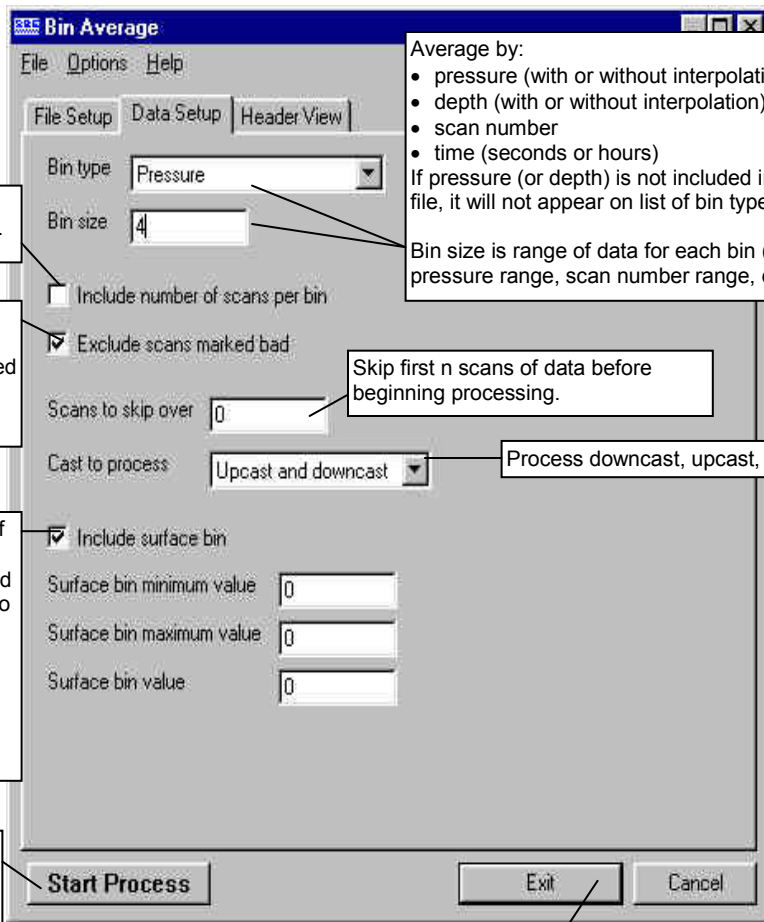 SBE Bin Average
File Options Help
File Setup Data Setup Header View
Average by:
• pressure (with or without
• depth (with or without interpolation)
• scan number
• time (seconds or hours)
If pressure (or depth) is not included
file, it will not appear on list of bin
Bin size is range of data for each bin
pressure range, scan number range,
Bin type Pressure
Bin size 4
Include number of scans per bin
Exclude scans marked bad
ed
Skip first n scans of data before
beginning processing.
Scans to skip over 0
Cast to process Upcast and downcast
Process downcast, upcast,
f
Include surface bin
d
o
Surface bin minimum value 0
Surface bin maximum value 0
Surface bin value 0
Start Process Exit Cancel